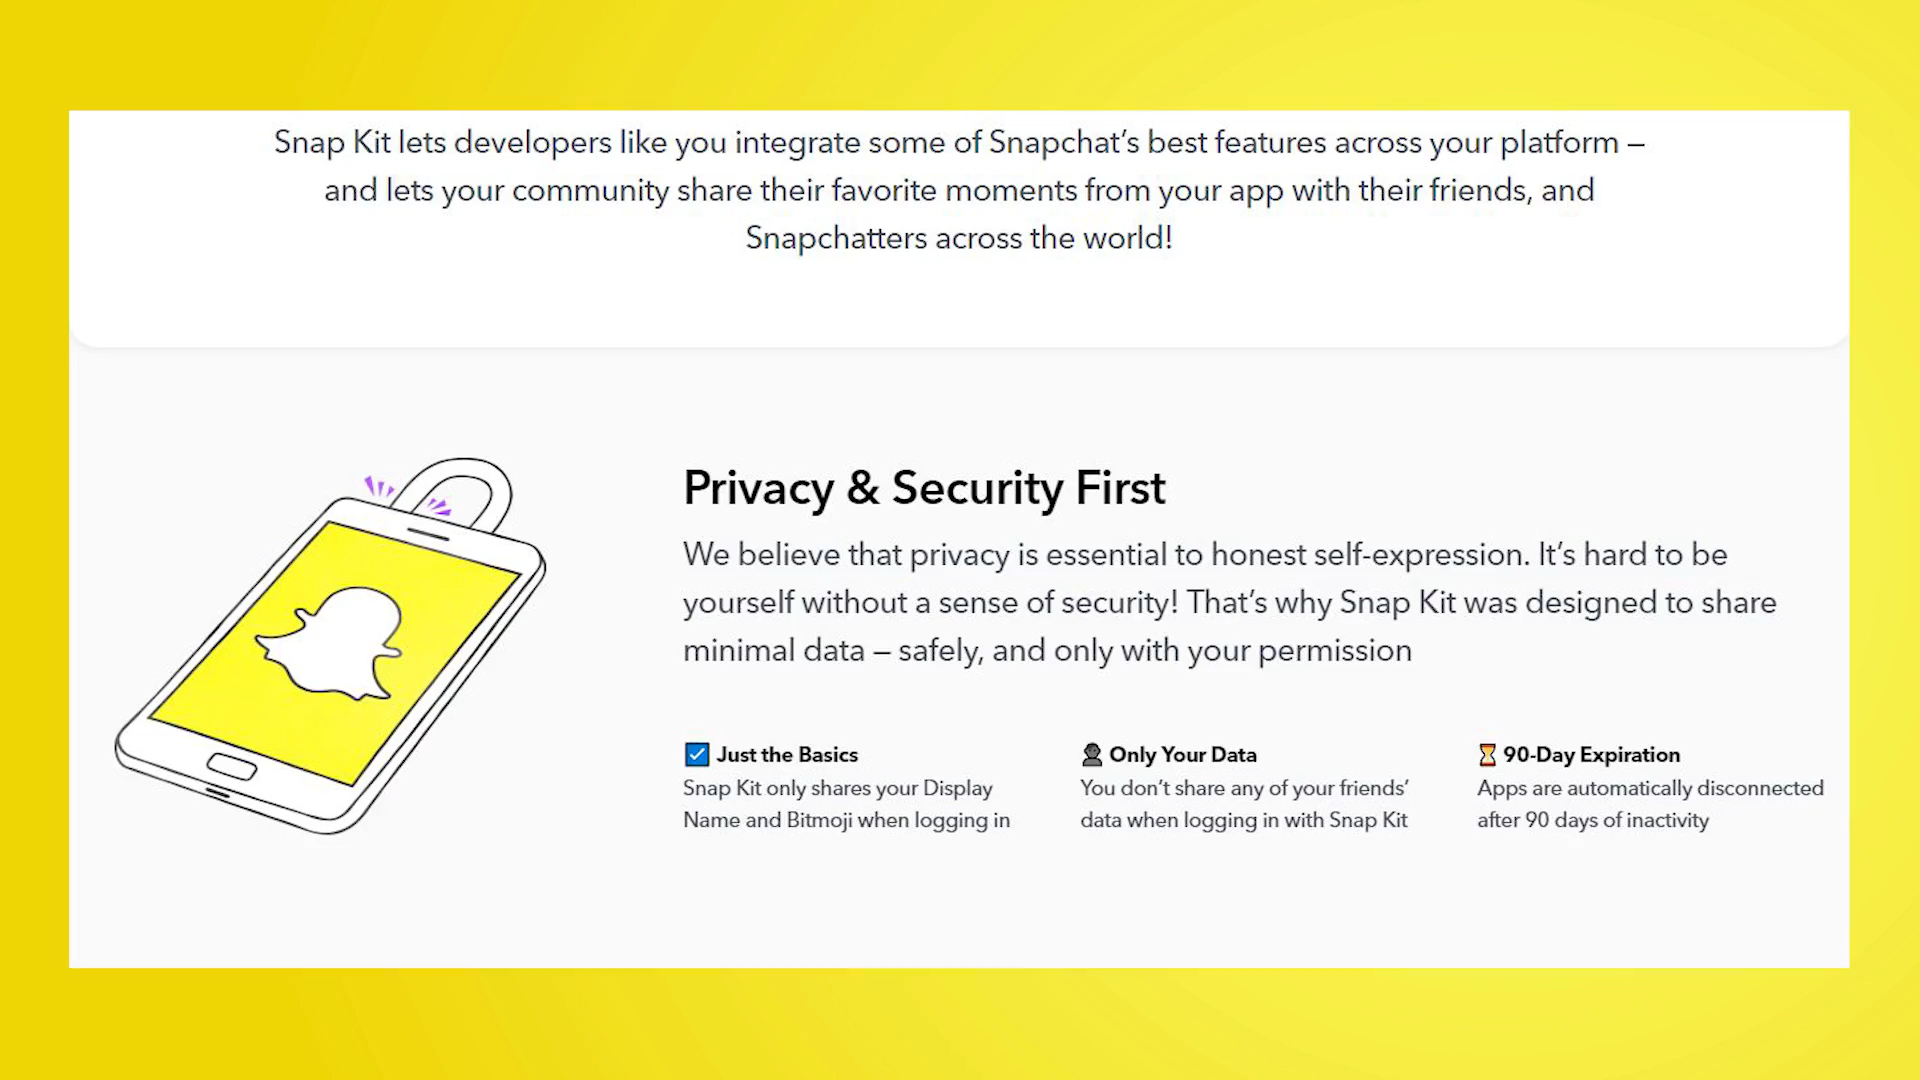 Snap Kit lets developers like you integrate some of Snapchat’s best features across your platform –
and lets your community share their favorite moments from your app with their friends, and
Snapchatters across the world!
Privacy & Security First
We believe that privacy is essential to honest self-expression. It’s hard to be
yourself without a sense of security! That’s why Snap Kit was designed to share
minimal data – safely, and only with your permission
Just the Basics
Snap Kit only shares your Display
Name and Bitmoji when logging in
Only Your Data
You don’t share any of your friends’
data when logging in with Snap Kit
90-Day Expiration
Apps are automatically disconnected
after 90 days of inactivity